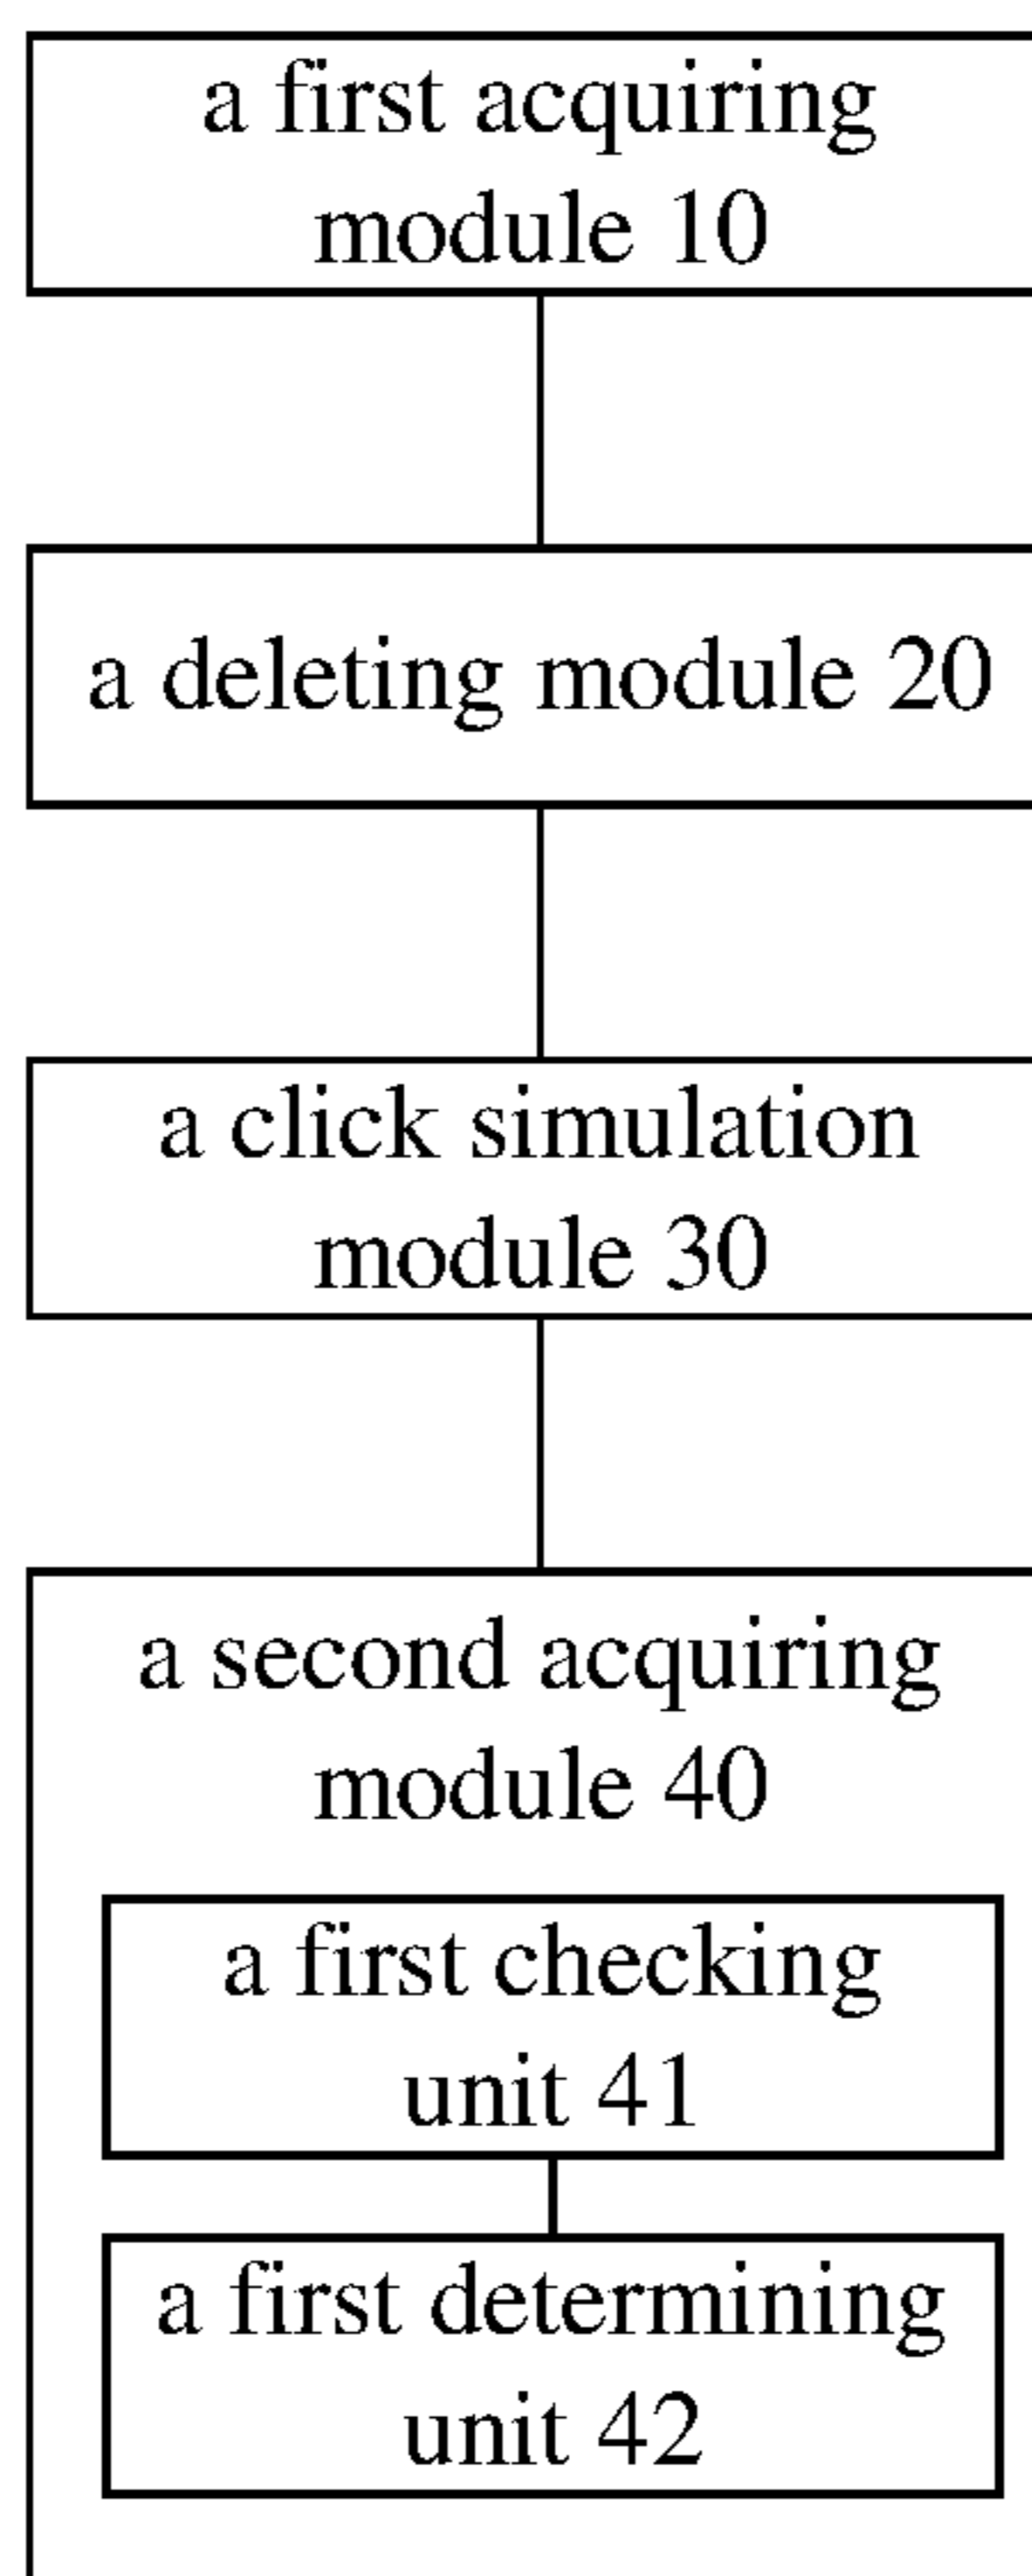 a first acquiring
module 10
a deleting module 20
a click simulation
module 30
a second acquiring
module 40
a first checking
unit 41
a first determining
unit 42